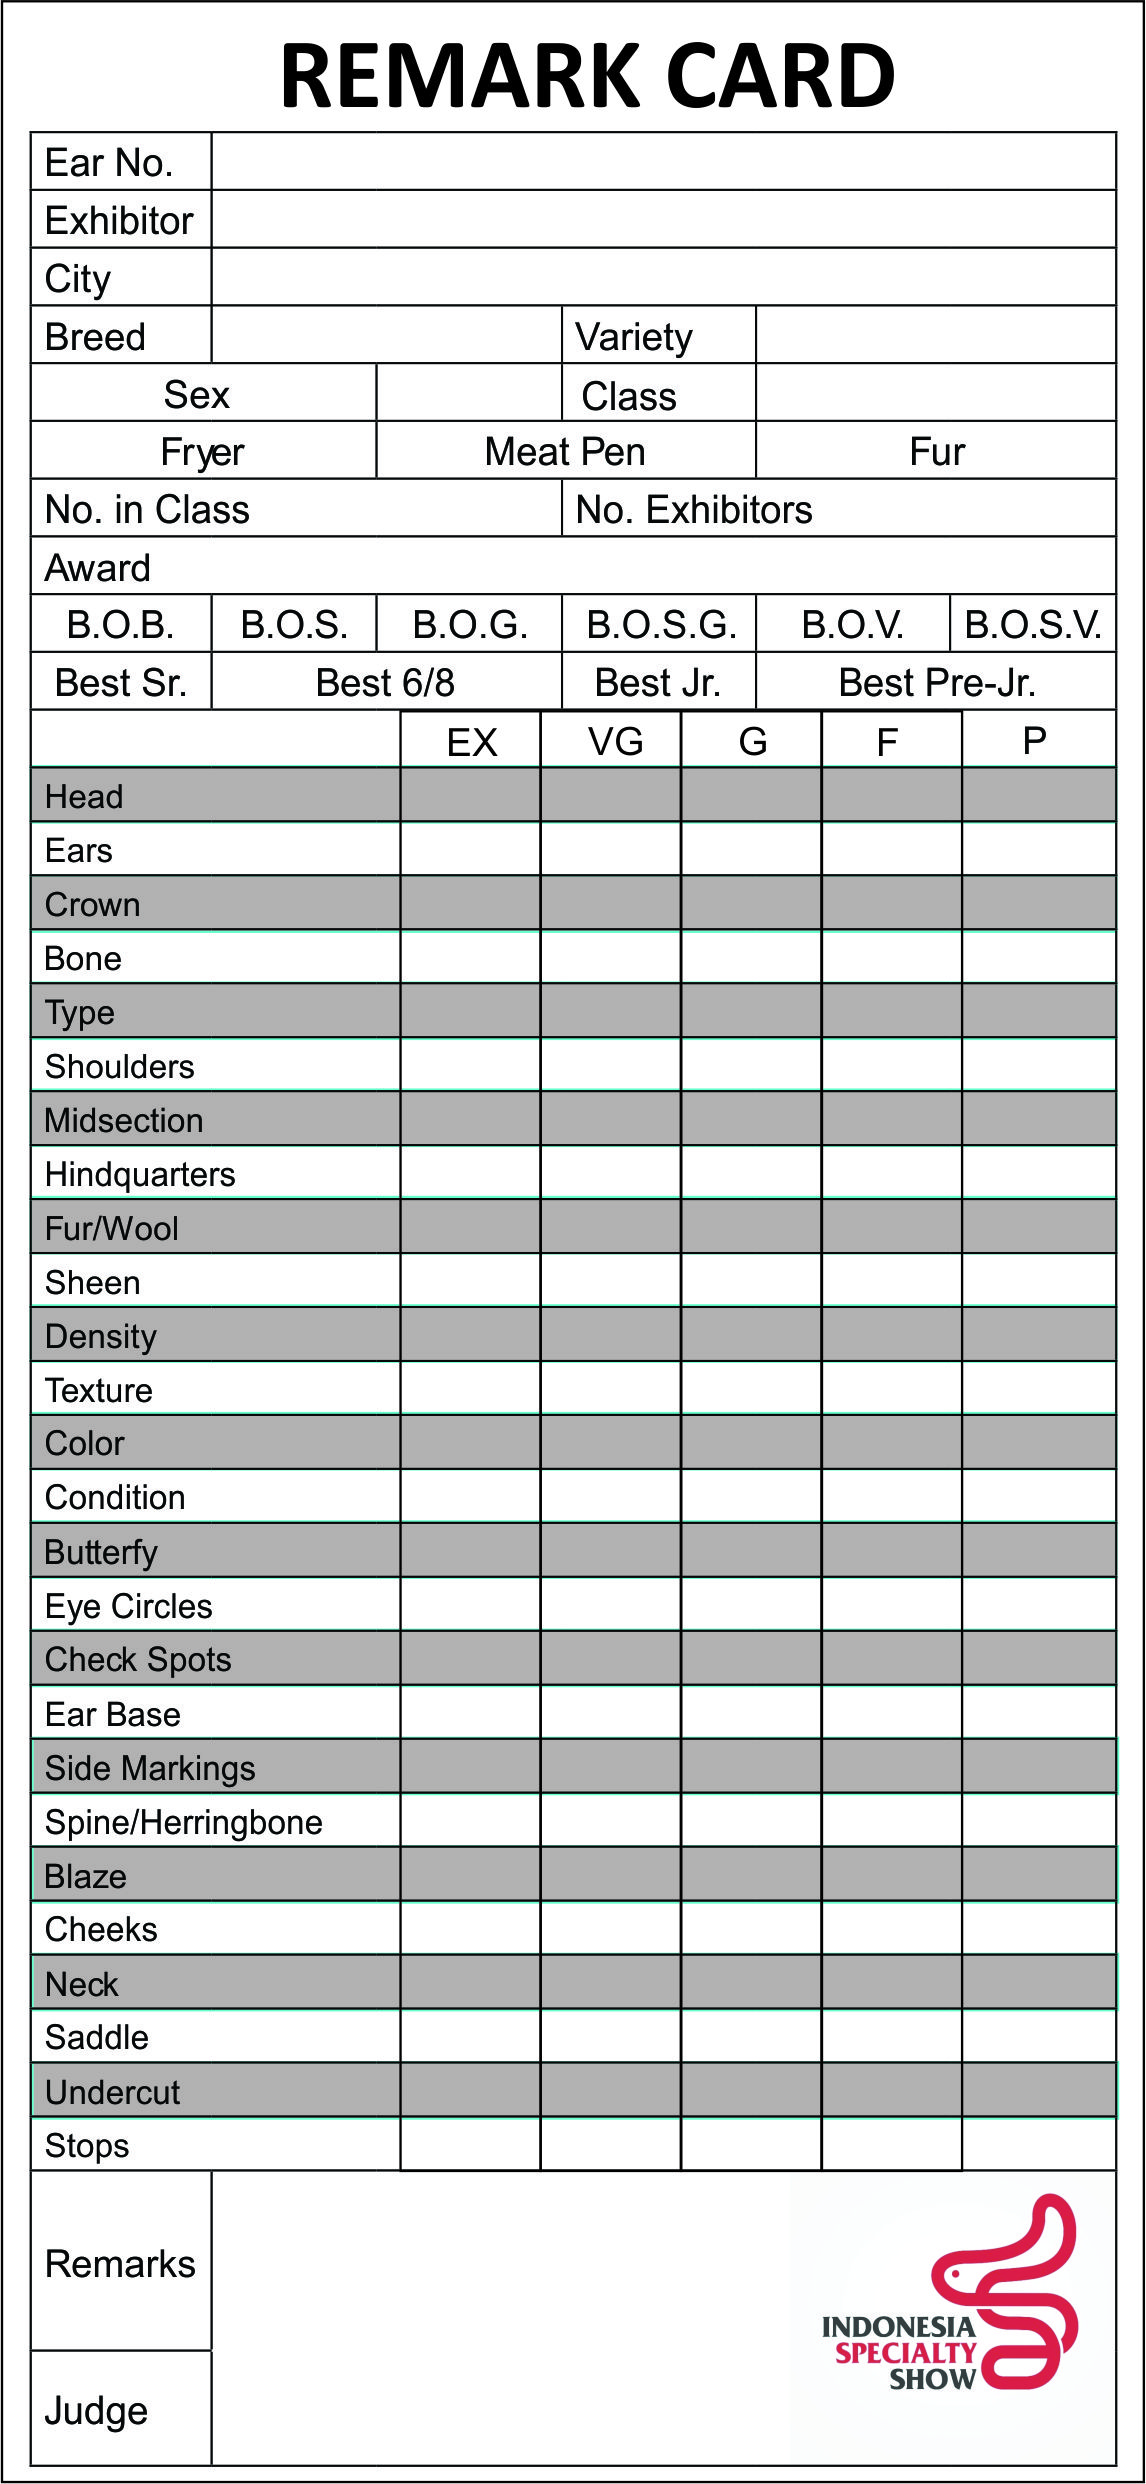 REMARK CARD
Ear No.
Exhibitor
City
Breed Variety
Sex Class
Fryer Meat Pen Fur
No. in Class No. Exhibitors
Award
B.O.B. B.O.S. B.O.G. B.O.S.G. B.O.V. B.O.S.V.
Best Sr. Best 6/8 Best Jr. Best Pre-Jr.
EX VG G F P
Head
Ears
Crown
Bone
Type
Shoulders
Midsection
Hindquarters
Fur/Wool
Sheen
Density
Texture
Color
Condition
Butterfy
Eye Circles
Check Spots
Ear Base
Side Markings
Spine/Herringbone
Blaze
Cheeks
Neck
Saddle
Undercut
Stops
Remarks
INDONESIA
SPECIALTY
SHOW
Judge